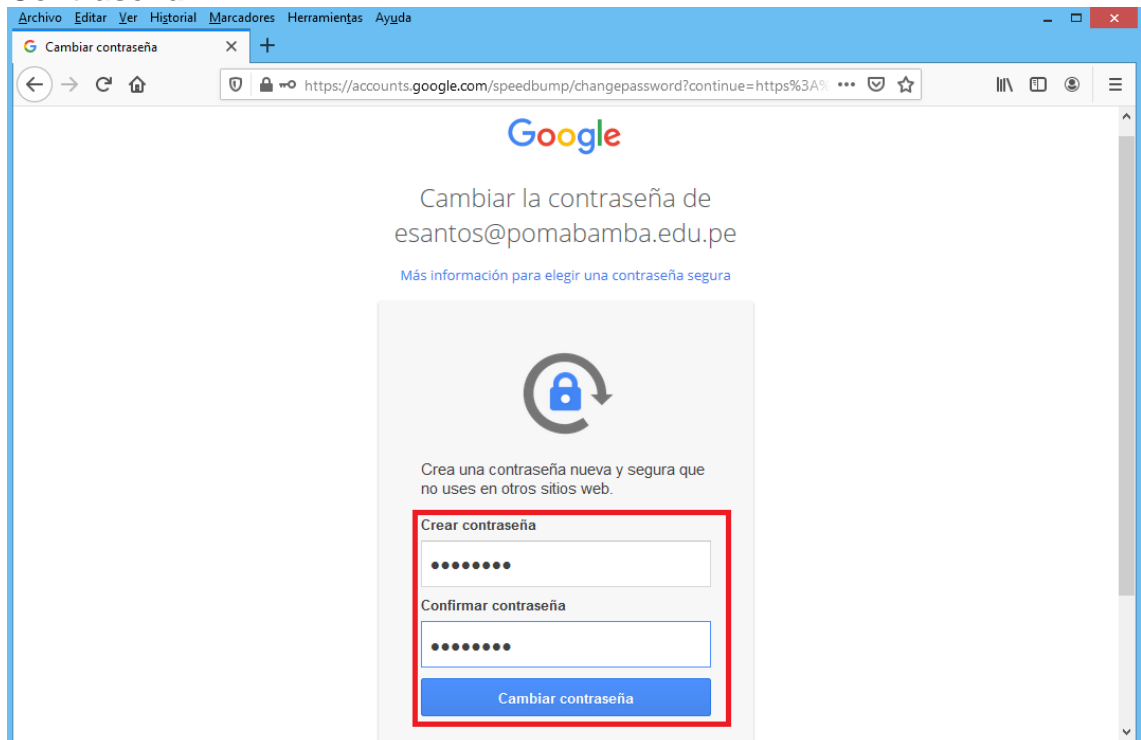 Archivo Editar Ver Historial Marcadores Herramientas Ayuda
Cambiar contraseña
https://accounts.google.com/speedbump/changepassword?continue=https%3A%
Google
Cambiar la contraseña de
esantos@pomabamba.edu.pe
Más información para elegir una contraseña segura
Crea una contraseña nueva y segura que
no uses en otros sitios web.
Crear contraseña
••••••••
Confirmar contraseña
••••••••
Cambiar contraseña